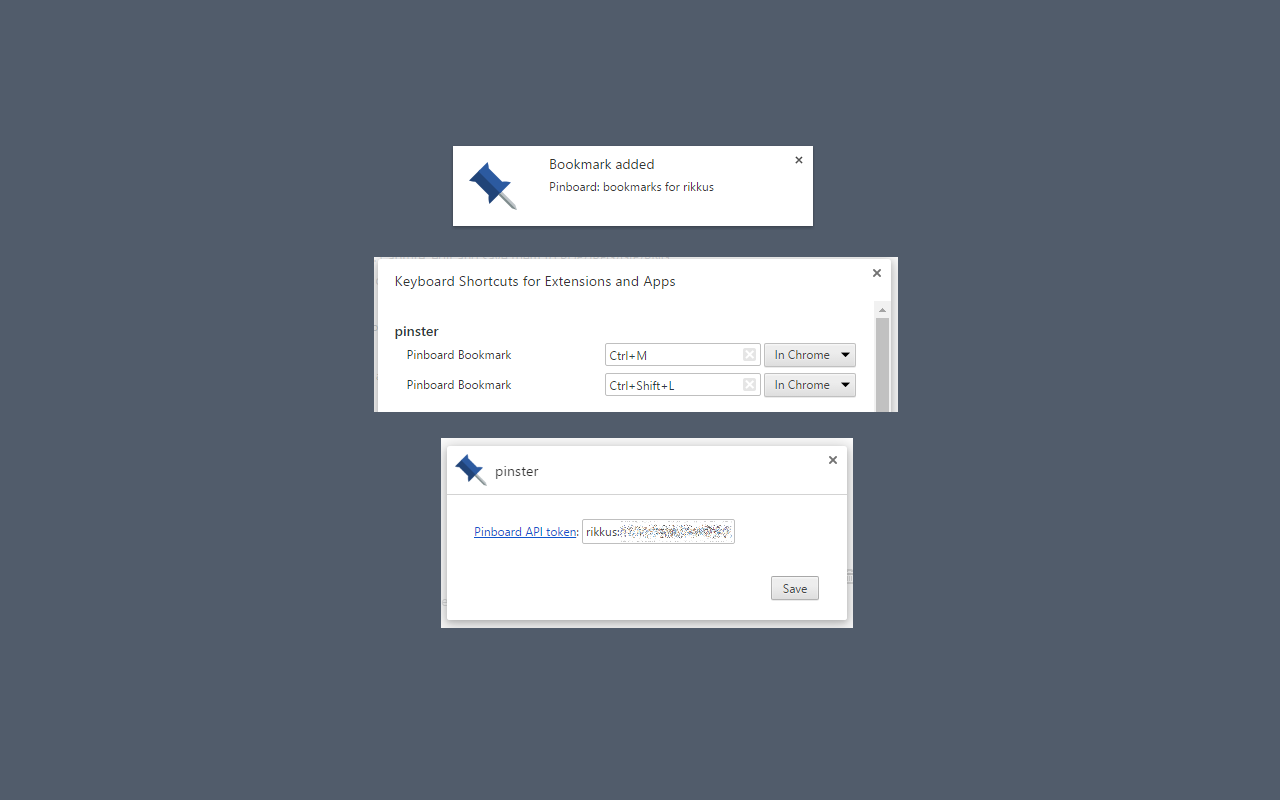 Bookmark added
Pinboard: bookmarks for rikkus
Keyboard Shortcuts for Extensions and Apps
pinster
Pinboard Bookmark Ctrl+M In Chrome
Pinboard Bookmark Ctrl+Shift+L In Chrome
pinster
Pinboard API token: rikkus:
Save